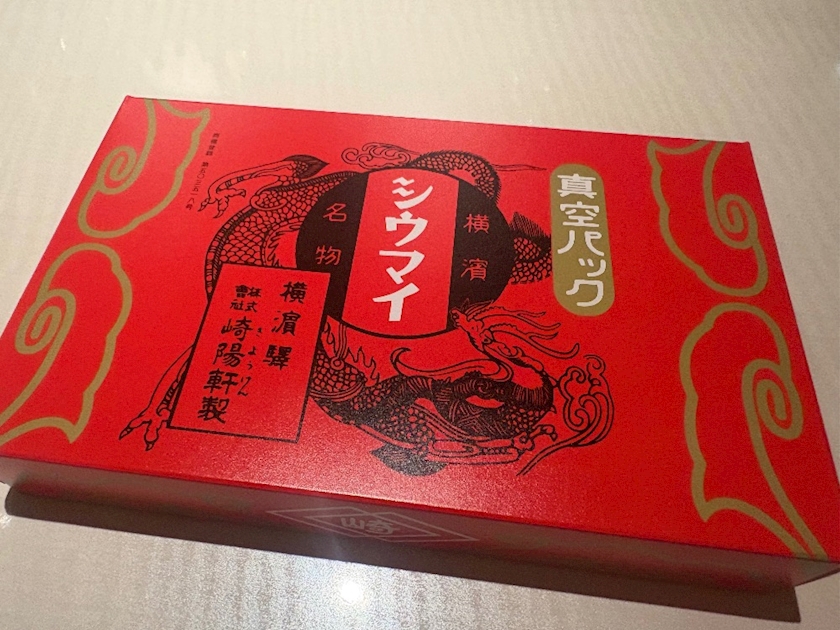 真空パック
横濱
シウマイ
名物
横濱驛
株式會社
崎陽軒製
きようけん